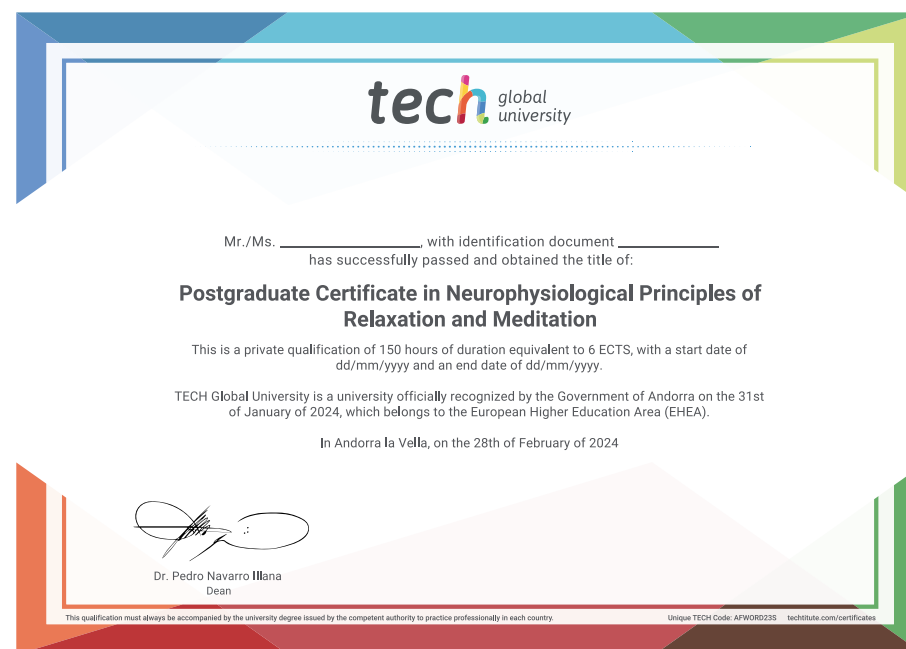 tech global university
Mr./Ms. ____________________, with identification document ______________
has successfully passed and obtained the title of:
Postgraduate Certificate in Neurophysiological Principles of
Relaxation and Meditation
This is a private qualification of 150 hours of duration equivalent to 6 ECTS, with a start date of
dd/mm/yyyy and an end date of dd/mm/yyyy.
TECH Global University is a university officially recognized by the Government of Andorra on the 31st
of January of 2024, which belongs to the European Higher Education Area (EHEA).
In Andorra la Vella, on the 28th of February of 2024
Dr. Pedro Navarro Illana
Dean
This qualification must always be accompanied by the university degree issued by the competent authority to practice professionally in each country.
Unique TECH Code: AFWORD23S techtitute.com/certificates